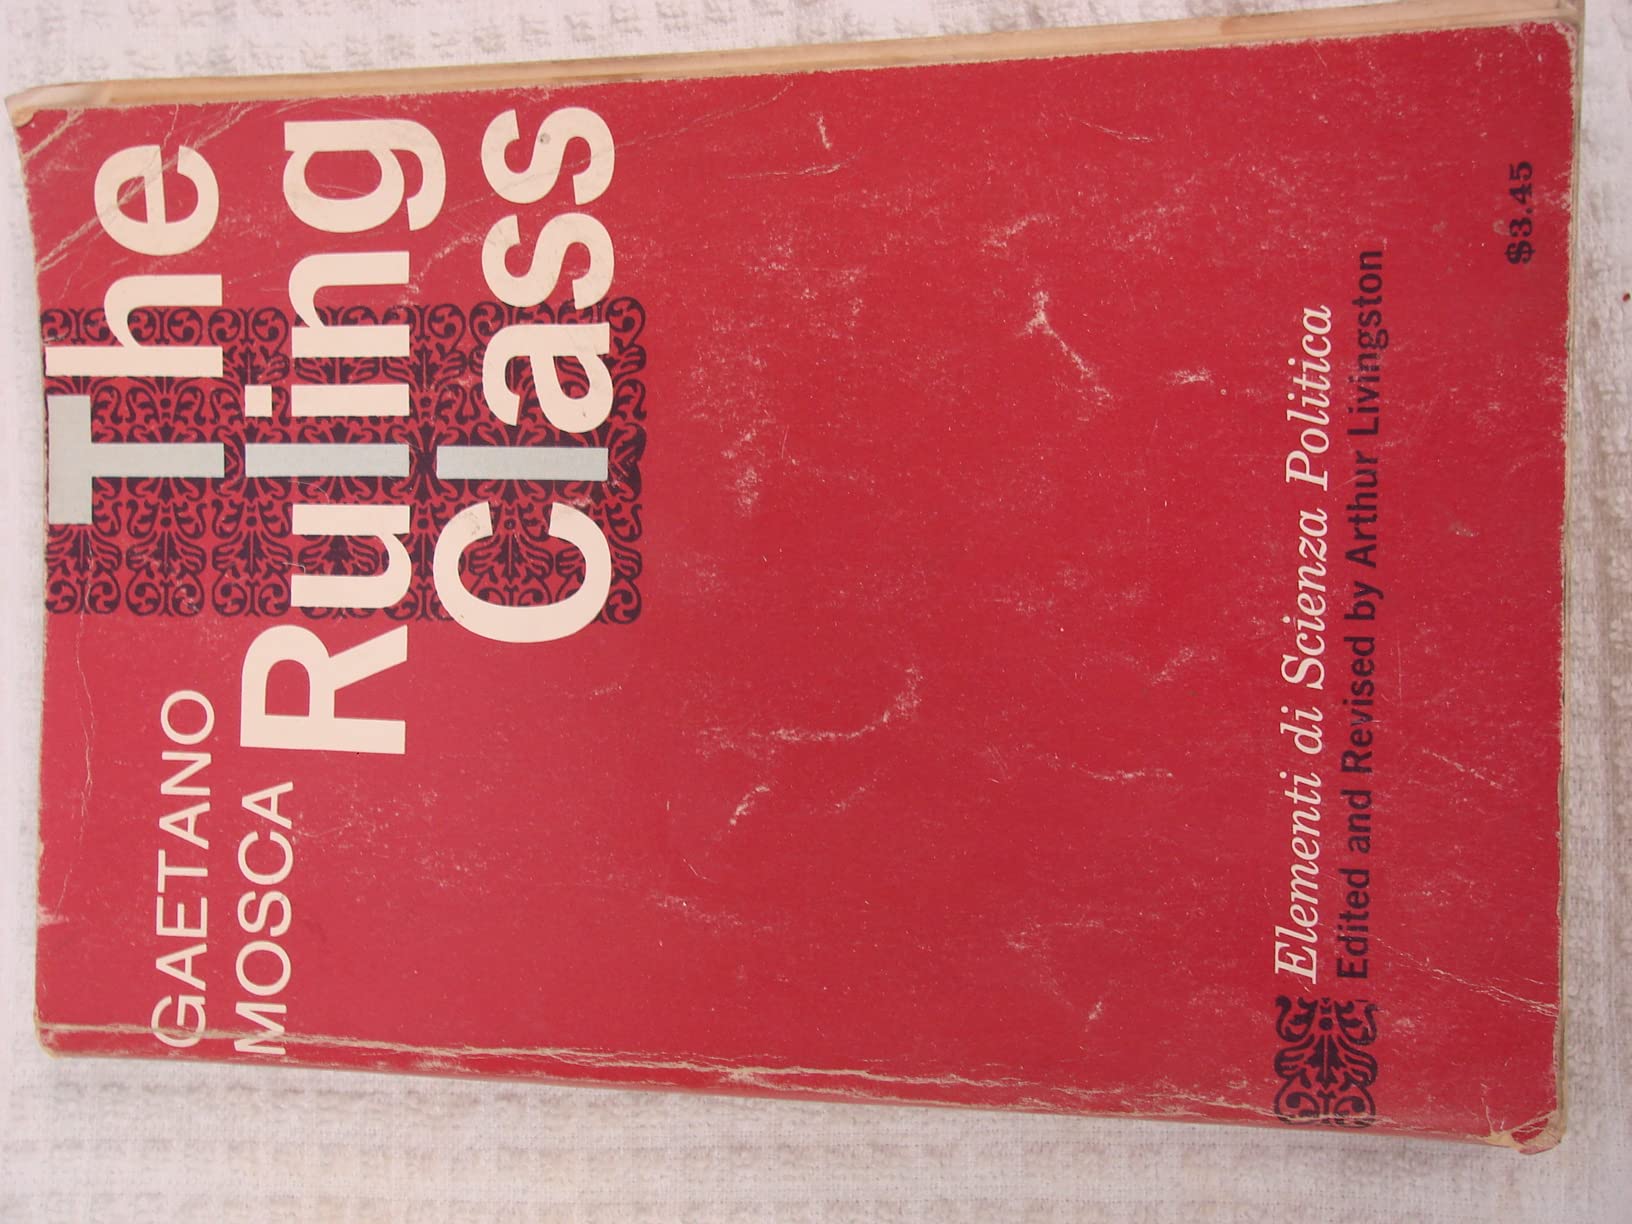 GAETANO
MOSCA
The
Ruling
Class
Elementi di Scienza Politica
Edited and Revised by Arthur Livingston
$3.45